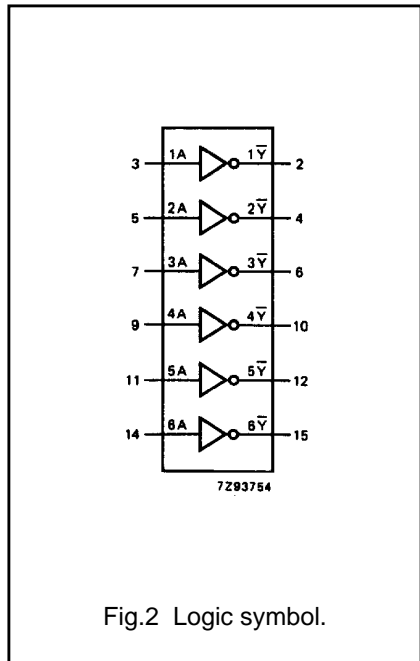 3 1A 1Y̅ 2
5 2A 2Y̅ 4
7 3A 3Y̅ 6
9 4A 4Y̅ 10
11 5A 5Y̅ 12
14 6A 6Y̅ 15
7Z93754
Fig.2 Logic symbol.